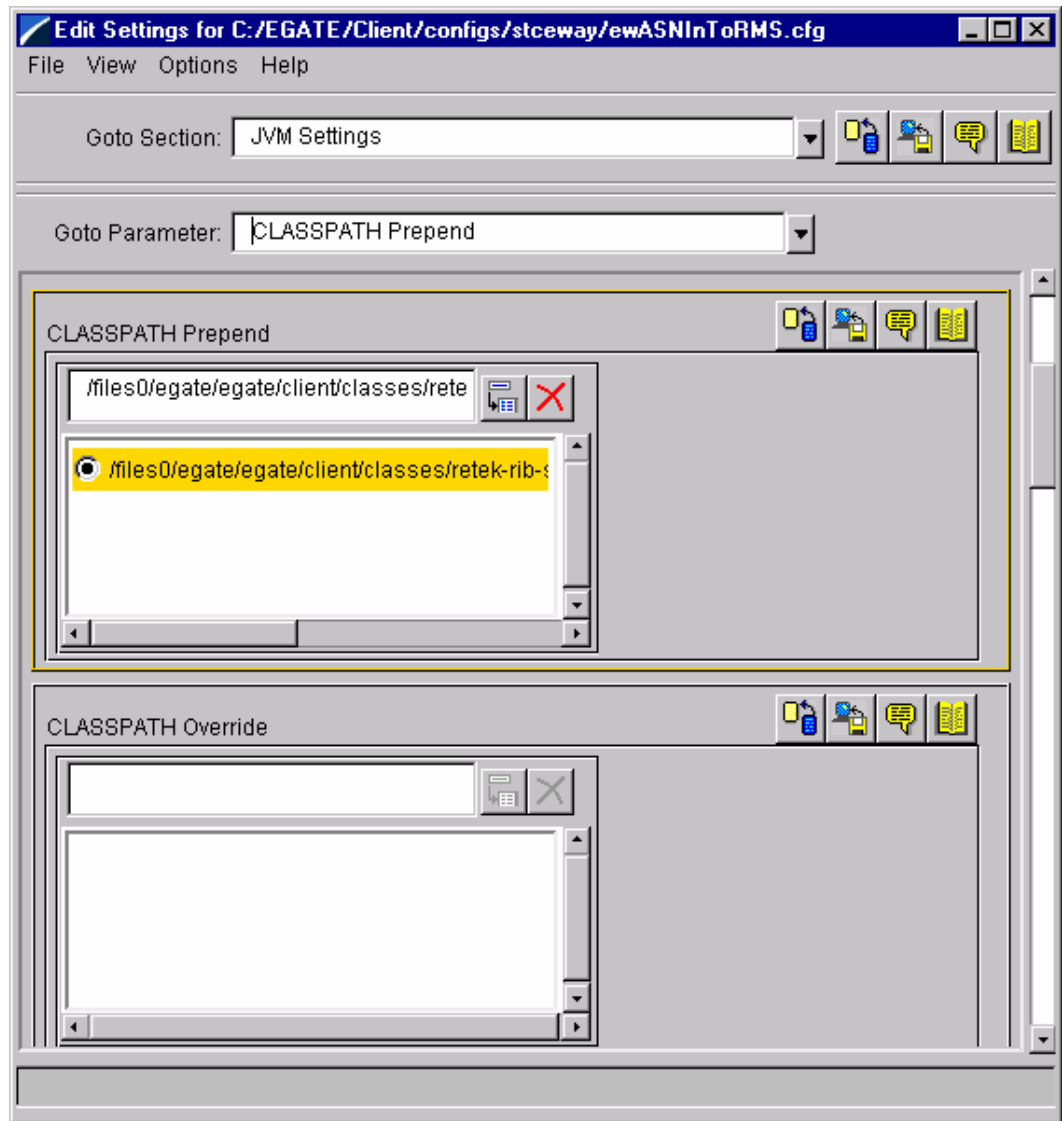 Edit Settings for C:/EGATE/Client/configs/stceway/ewASNInToRMS.cfg
File View Options Help
Goto Section: JVM Settings
Goto Parameter: CLASSPATH Prepend
CLASSPATH Prepend
/files0/egate/egate/client/classes/rete
/files0/egate/egate/client/classes/retek-rib-s
CLASSPATH Override